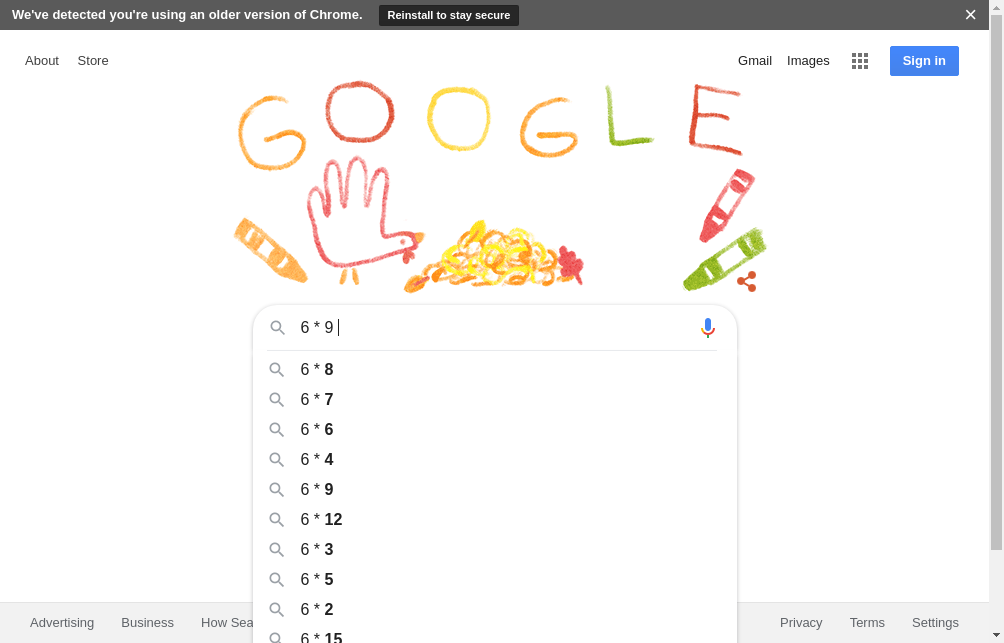 We've detected you're using an older version of Chrome. Reinstall to stay secure
About Store Gmail Images Sign in
GOOGLE
6 * 9
6 * 8
6 * 7
6 * 6
6 * 4
6 * 9
6 * 12
6 * 3
6 * 5
6 * 2
6 * 15
Advertising Business How Sea Privacy Terms Settings